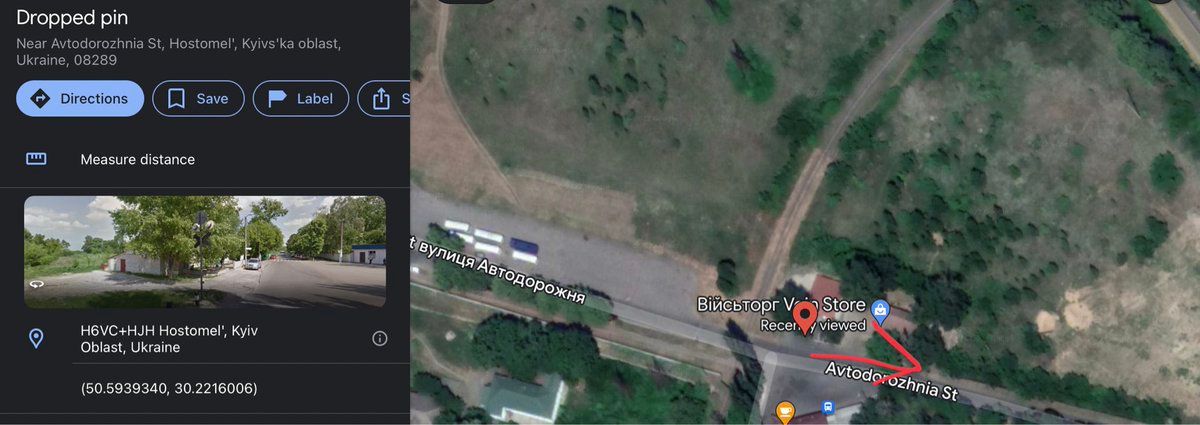 Dropped pin
Near Avtodorozhnia St, Hostomel', Kyivs'ka oblast,
Ukraine, 08289
Directions
Save
Label
S
Measure distance
H6VC+HJH Hostomel', Kyiv
Oblast, Ukraine
(50.5939340, 30.2216006)
t вулиця Автодорожня
Військторг Voin Store
Recently viewed
Avtodorozhnia St